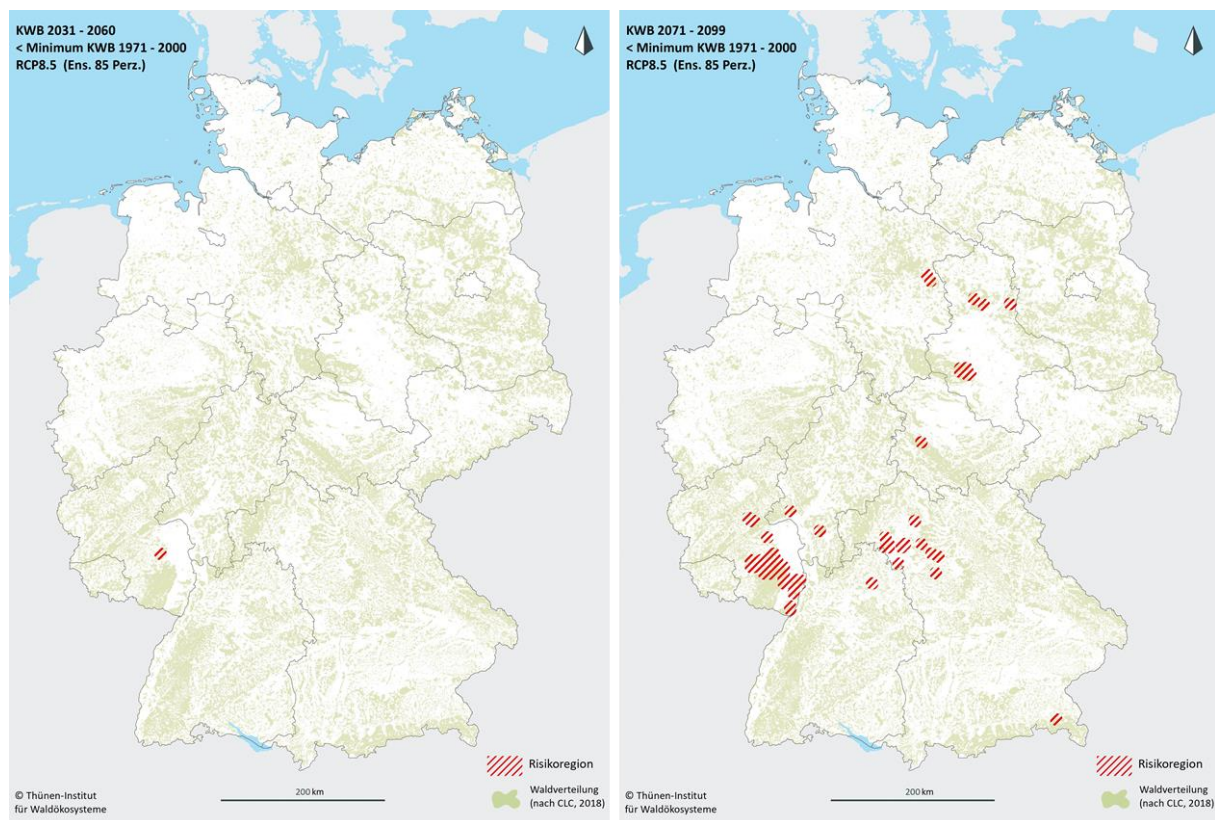 KWB 2031 - 2060
< Minimum KWB 1971 - 2000
RCP8.5 (Ens. 85 Perz.)
Risikoregion
Waldverteilung
(nach CLC, 2018)
200 km
© Thünen-Institut
für Waldökosysteme
KWB 2071 - 2099
< Minimum KWB 1971 - 2000
RCP8.5 (Ens. 85 Perz.)
Risikoregion
Waldverteilung
(nach CLC, 2018)
200 km
© Thünen-Institut
für Waldökosysteme